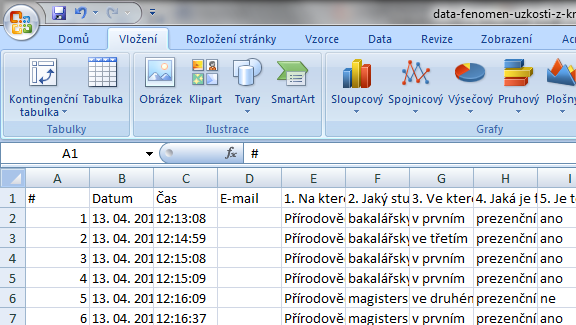 data-fenomen-uzkosti-z-kr
Domů Vložení Rozložení stránky Vzorce Data Revize Zobrazení Acr
Kontingenční tabulka Tabulka Obrázek Klipart Tvary SmartArt Sloupcový Spojnicový Výsečový Pruhový Plošný
Tabulky Ilustrace Grafy
A1 fx #
A B C D E F G H I
1 # Datum Čas E-mail 1. Na které 2. Jaký stu 3. Ve které 4. Jaká je f 5. Je t
2 1 13. 04. 201 12:13:08 Přírodově bakalářsky v prvním prezenční ano
3 2 13. 04. 201 12:14:59 Přírodově bakalářsky ve třetím prezenční ano
4 3 13. 04. 201 12:15:08 Přírodově bakalářsky v prvním prezenční ano
5 4 13. 04. 201 12:15:09 Přírodově bakalářsky v prvním prezenční ano
6 5 13. 04. 201 12:16:09 Přírodově magisters ve druhén prezenční ne
7 6 13. 04. 201 12:16:37 Přírodově magisters v prvním prezenční ano